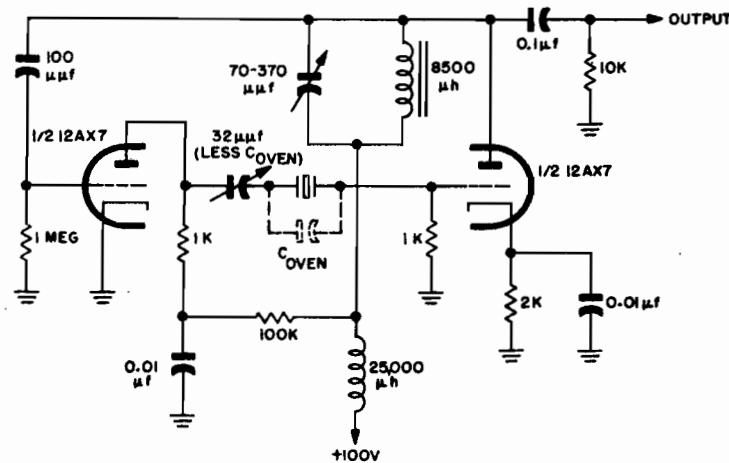 OUTPUT
0.1µf
100
µµf
70-370
µµf
8500
µh
10K
1/2 12AX7
32µµf
(LESS COVEN)
1/2 12AX7
1 MEG
1K
COVEN
1K
2K
0.01µf
100K
0.01
µf
25,000
µh
+100V